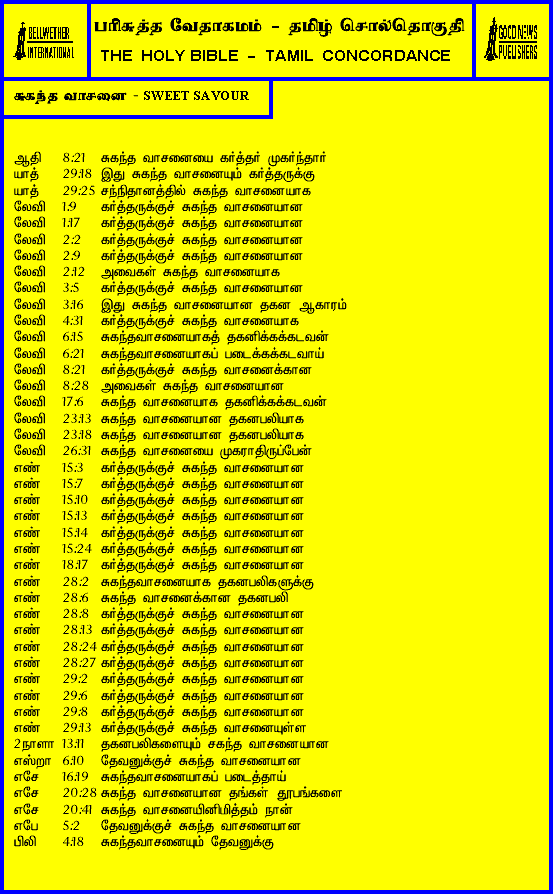 BELLWETHER
INTERNATIONAL
பரிசுத்த வேதாகமம் - தமிழ் சொல்தொகுதி
THE HOLY BIBLE - TAMIL CONCORDANCE
GOOD NEWS
PUBLISHERS
சுகந்த வாசனை - SWEET SAVOUR
ஆதி 8:21 சுகந்த வாசனையை கர்த்தர் முகர்ந்தார்
யாத் 29:18 இது சுகந்த வாசனையும் கர்த்தருக்கு
யாத் 29:25 சந்நிதானத்தில் சுகந்த வாசனையாக
லேவி 1:9 கர்த்தருக்குச் சுகந்த வாசனையான
லேவி 1:17 கர்த்தருக்குச் சுகந்த வாசனையான
லேவி 2:2 கர்த்தருக்குச் சுகந்த வாசனையான
லேவி 2:9 கர்த்தருக்குச் சுகந்த வாசனையான
லேவி 2:12 அவைகள் சுகந்த வாசனையாக
லேவி 3:5 கர்த்தருக்குச் சுகந்த வாசனையான
லேவி 3:16 இது சுகந்த வாசனையான தகன ஆகாரம்
லேவி 4:31 கர்த்தருக்குச் சுகந்த வாசனையாக
லேவி 6:15 சுகந்தவாசனையாகத் தகனிக்கக்கடவன்
லேவி 6:21 சுகந்தவாசனையாகப் படைக்கக்கடவாய்
லேவி 8:21 கர்த்தருக்குச் சுகந்த வாசனைக்கான
லேவி 8:28 அவைகள் சுகந்த வாசனையான
லேவி 17:6 சுகந்த வாசனையாக தகனிக்கக்கடவன்
லேவி 23:13 சுகந்த வாசனையான தகனபலியாக
லேவி 23:18 சுகந்த வாசனையான தகனபலியாக
லேவி 26:31 சுகந்த வாசனையை முகராதிருப்பேன்
எண் 15:3 கர்த்தருக்குச் சுகந்த வாசனையான
எண் 15:7 கர்த்தருக்குச் சுகந்த வாசனையான
எண் 15:10 கர்த்தருக்குச் சுகந்த வாசனையான
எண் 15:13 கர்த்தருக்குச் சுகந்த வாசனையான
எண் 15:14 கர்த்தருக்குச் சுகந்த வாசனையான
எண் 15:24 கர்த்தருக்குச் சுகந்த வாசனையான
எண் 18:17 கர்த்தருக்குச் சுகந்த வாசனையான
எண் 28:2 சுகந்தவாசனையாக தகனபலிகளுக்கு
எண் 28:6 சுகந்த வாசனைக்கான தகனபலி
எண் 28:8 கர்த்தருக்குச் சுகந்த வாசனையான
எண் 28:13 கர்த்தருக்குச் சுகந்த வாசனையான
எண் 28:24 கர்த்தருக்குச் சுகந்த வாசனையான
எண் 28:27 கர்த்தருக்குச் சுகந்த வாசனையான
எண் 29:2 கர்த்தருக்குச் சுகந்த வாசனையான
எண் 29:6 கர்த்தருக்குச் சுகந்த வாசனையான
எண் 29:8 கர்த்தருக்குச் சுகந்த வாசனையான
எண் 29:13 கர்த்தருக்குச் சுகந்த வாசனையுள்ள
2நாளா 13:11 தகனபலிகளையும் சகந்த வாசனையான
எஸ்றா 6:10 தேவனுக்குச் சுகந்த வாசனையான
எசே 16:19 சுகந்தவாசனையாகப் படைத்தாய்
எசே 20:28 சுகந்த வாசனையான தங்கள் தூபங்களை
எசே 20:41 சுகந்த வாசனையினிமித்தம் நான்
எபே 5:2 தேவனுக்குச் சுகந்த வாசனையான
பிலி 4:18 சுகந்தவாசனையும் தேவனுக்கு